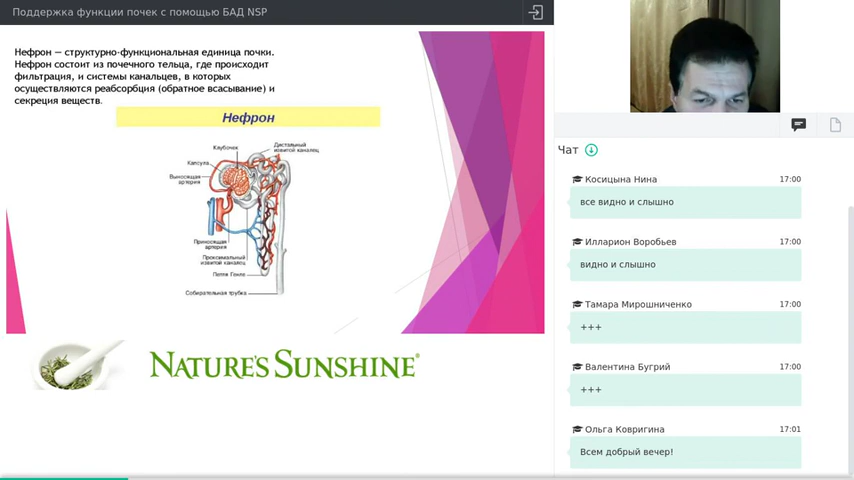 Поддержка функции почек с помощью БАД NSP
Нефрон — структурно-функциональная единица почки.
Нефрон состоит из почечного тельца, где происходит
фильтрация, и системы канальцев, в которых
осуществляются реабсорбция (обратное всасывание) и
секреция веществ.
Нефрон
Клубочек
Дистальный
извитой каналец
Капсула
Выносящая
артерия
Приносящая
артерия
Проксимальный
извитой каналец
Петля Генле
Собирательная трубка
NATURE'S SUNSHINE®
Чат
Косицына Нина 17:00
все видно и слышно
Илларион Воробьев 17:00
видно и слышно
Тамара Мирошниченко 17:00
+++
Валентина Бугрий 17:00
+++
Ольга Ковригина 17:01
Всем добрый вечер!